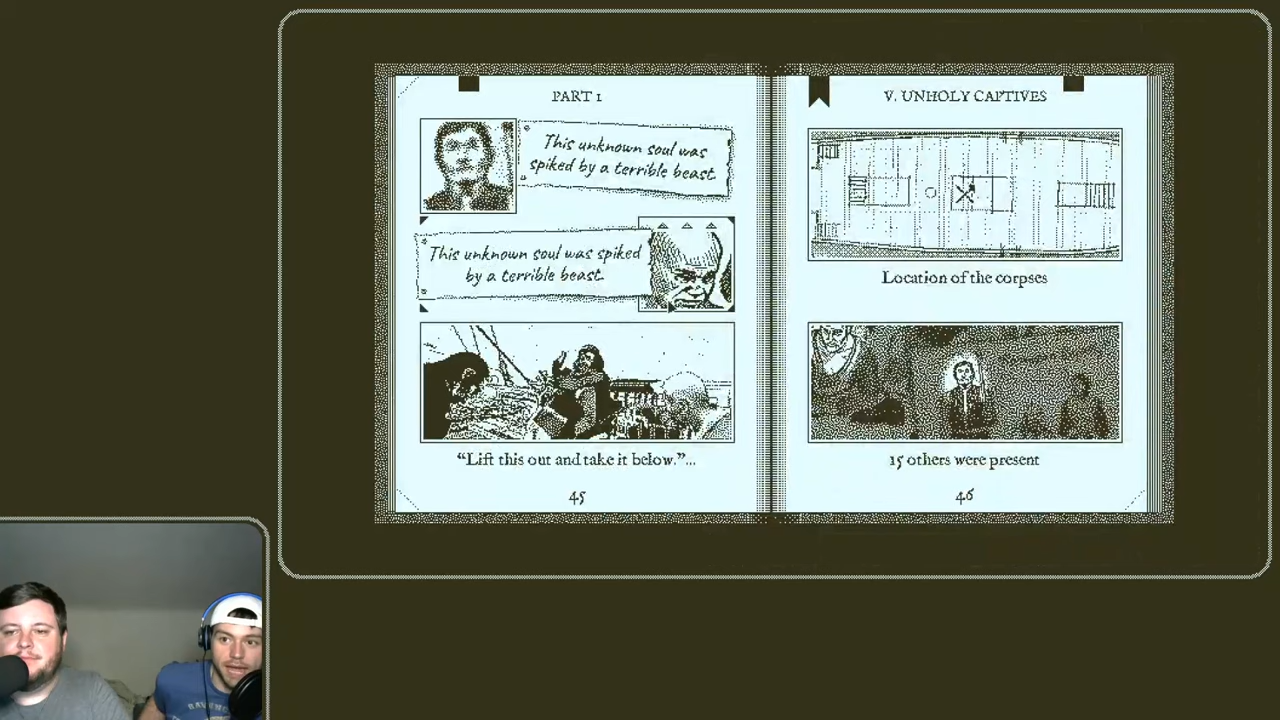 PART 1
This unknown soul was
spiked by a terrible beast.
This unknown soul was spiked
by a terrible beast.
"Lift this out and take it below."...
45
V. UNHOLY CAPTIVES
Location of the corpses
15 others were present
46